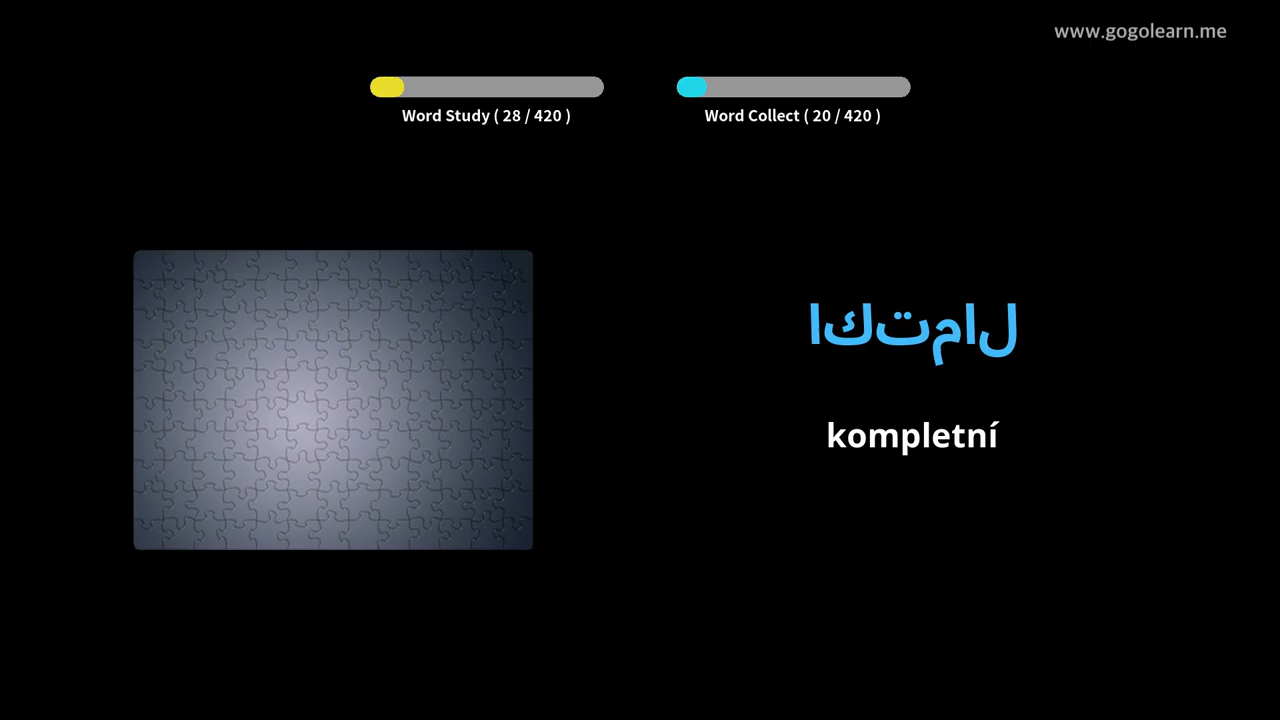 www.gogolearn.me
Word Study ( 28 / 420 )
Word Collect ( 20 / 420 )
اكتمال
kompletní